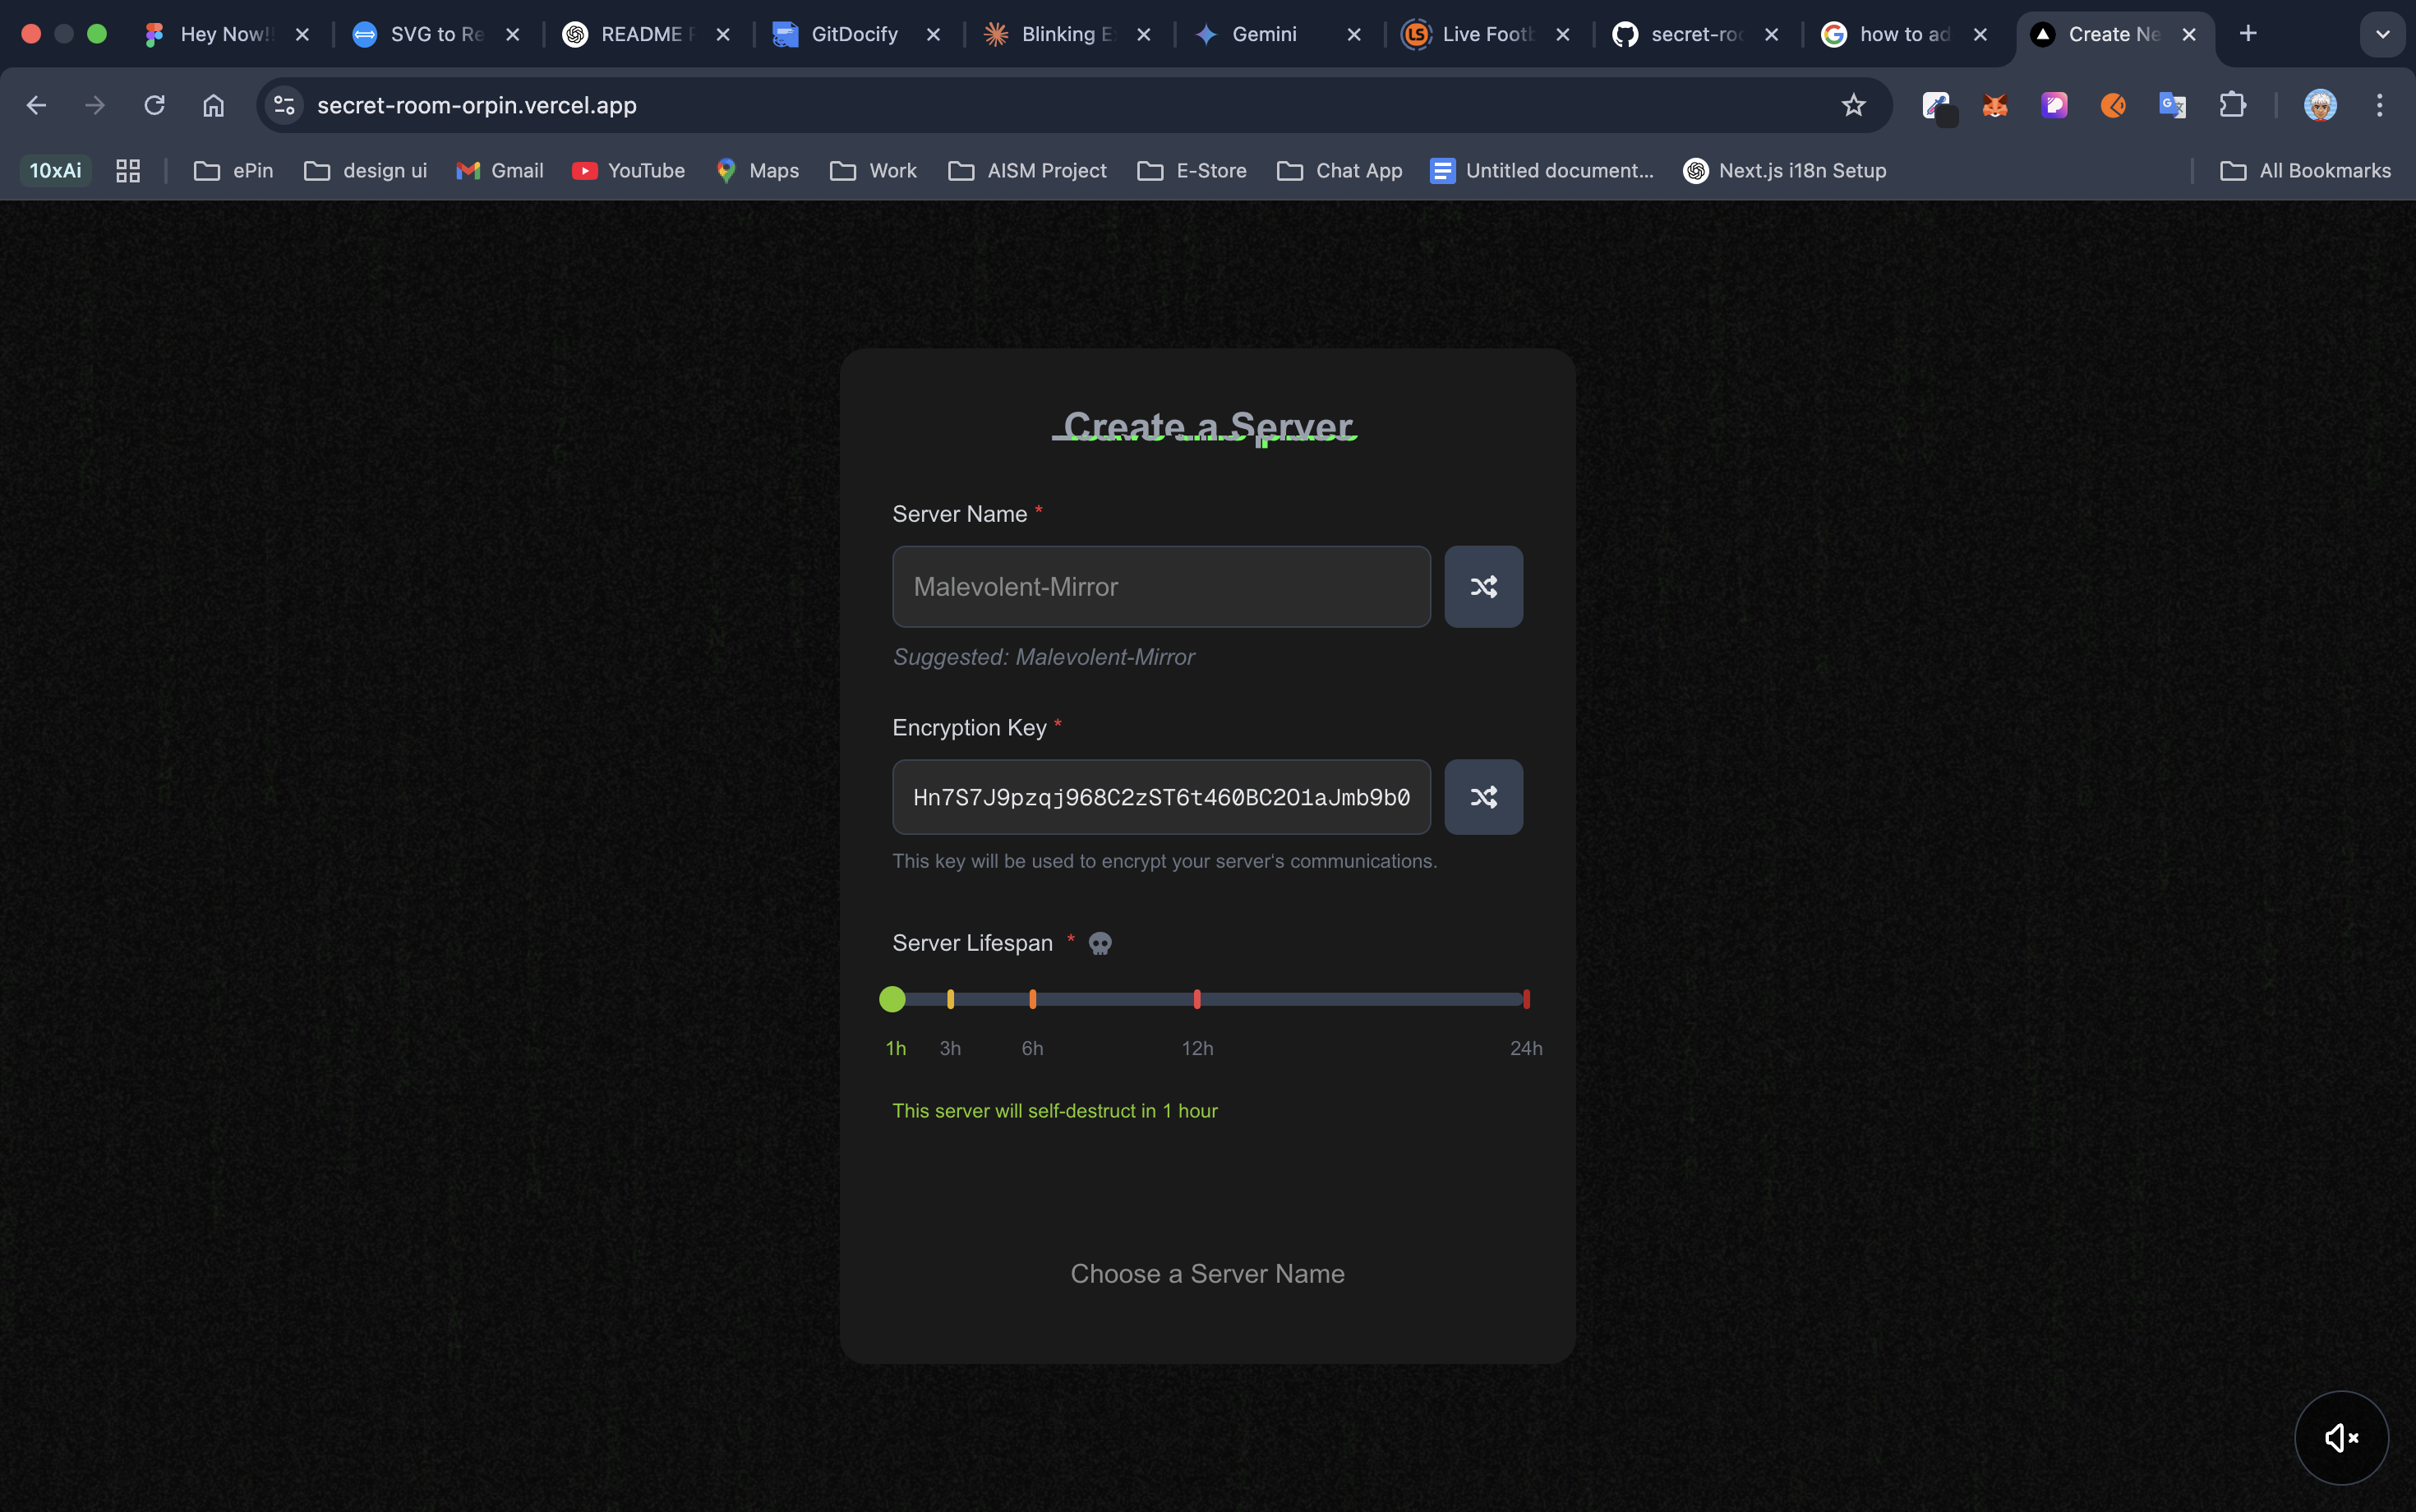 Hey Now!!
SVG to Re
README
GitDocify
Blinking E
Gemini
Live Footb
secret-roo
how to ad
Create Ne
secret-room-orpin.vercel.app
10xAi
ePin
design ui
Gmail
YouTube
Maps
Work
AISM Project
E-Store
Chat App
Untitled document...
Next.js i18n Setup
All Bookmarks
Create a Server
Server Name *
Malevolent-Mirror
Suggested: Malevolent-Mirror
Encryption Key *
Hn7S7J9pzqj968C2zST6t460BC2O1aJmb9b0
This key will be used to encrypt your server's communications.
Server Lifespan *
1h 3h 6h 12h 24h
This server will self-destruct in 1 hour
Choose a Server Name